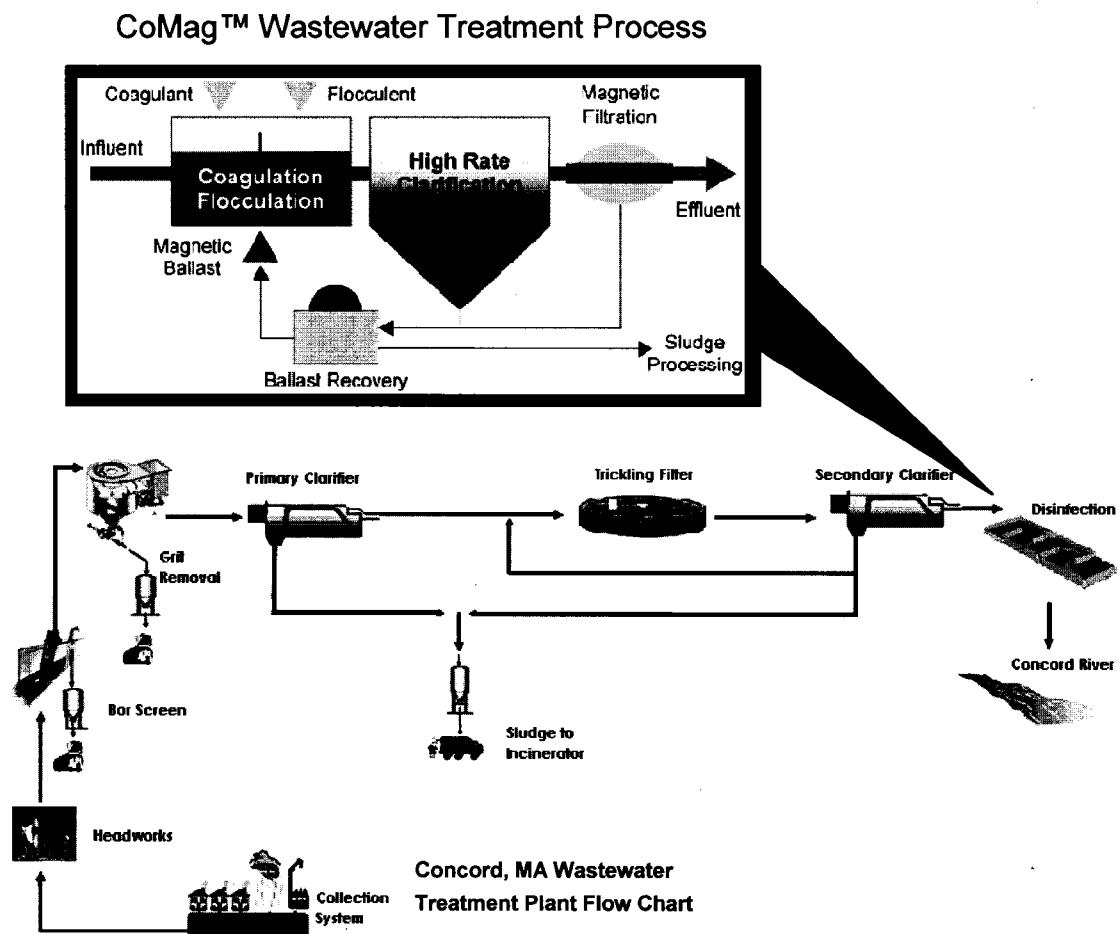 CoMag™ Wastewater Treatment Process
Coagulant
Flocculent
Magnetic
Filtration
Influent
Coagulation
Flocculation
High Rate
Clarification
Effluent
Magnetic
Ballast
Ballast Recovery
Sludge
Processing
Primary Clarifier
Trickling Filter
Secondary Clarifier
Disinfection
Grit
Removal
Concord River
Bor Screen
Sludge to
Incinerator
Headworks
Collection
System
Concord, MA Wastewater
Treatment Plant Flow Chart